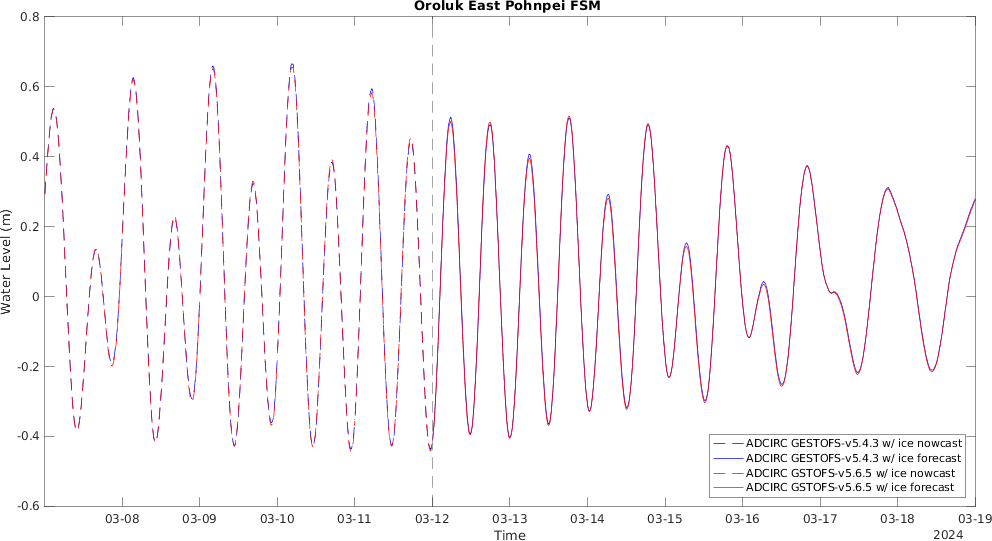 Oroluk East Pohnpei FSM
0.8
0.6
0.4
0.2
0
-0.2
-0.4
-0.6
Water Level (m)
ADCIRC GESTOFS-v5.4.3 w/ ice nowcast
ADCIRC GESTOFS-v5.4.3 w/ ice forecast
ADCIRC GSTOFS-v5.6.5 w/ ice nowcast
ADCIRC GSTOFS-v5.6.5 w/ ice forecast
03-08 03-09 03-10 03-11 03-12 03-13 03-14 03-15 03-16 03-17 03-18 03-19
Time
2024